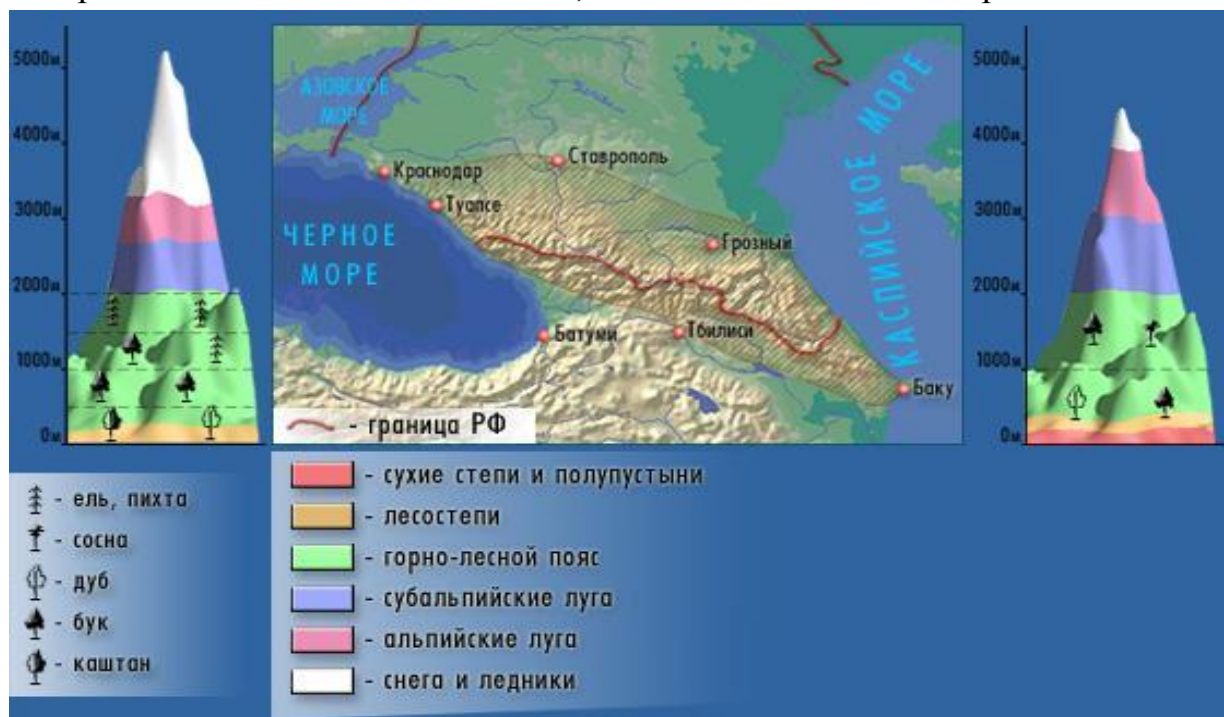 5000м
4000м
3000м
2000м
1000м
0м
АЗОВСКОЕ
МОРЕ
Краснодар
Ставрополь
Туапсе
ЧЕРНОЕ
МОРЕ
Грозный
КАСПИЙСКОЕ МОРЕ
Батуми
Тбилиси
Баку
- граница РФ
5000м
4000м
3000м
2000м
1000м
0м
- ель, пихта
- сосна
- дуб
- бук
- каштан
- сухие степи и полупустыни
- лесостепи
- горно-лесной пояс
- субальпийские луга
- альпийские луга
- снега и ледники